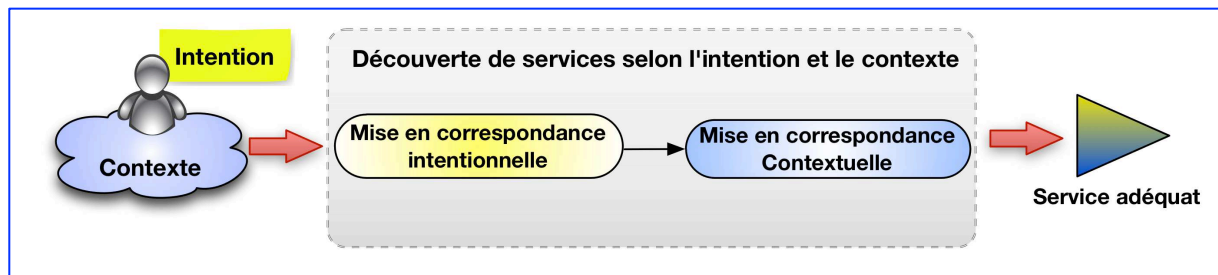 Intention
Contexte
Découverte de services selon l'intention et le contexte
Mise en correspondance
intentionnelle
Mise en correspondance
Contextuelle
Service adéquat